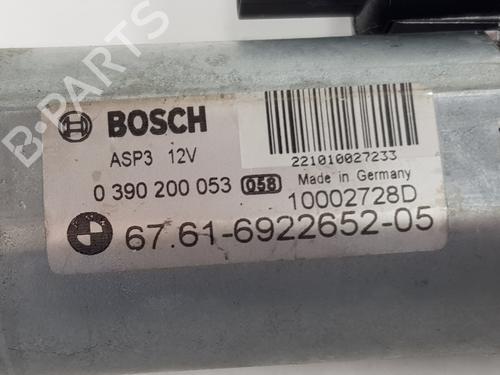 BOSCH
ASP3 12V
221010027233
0 390 200 053 058 Made in Germany
10002728D
67.61-6922652-05
B-PARTS